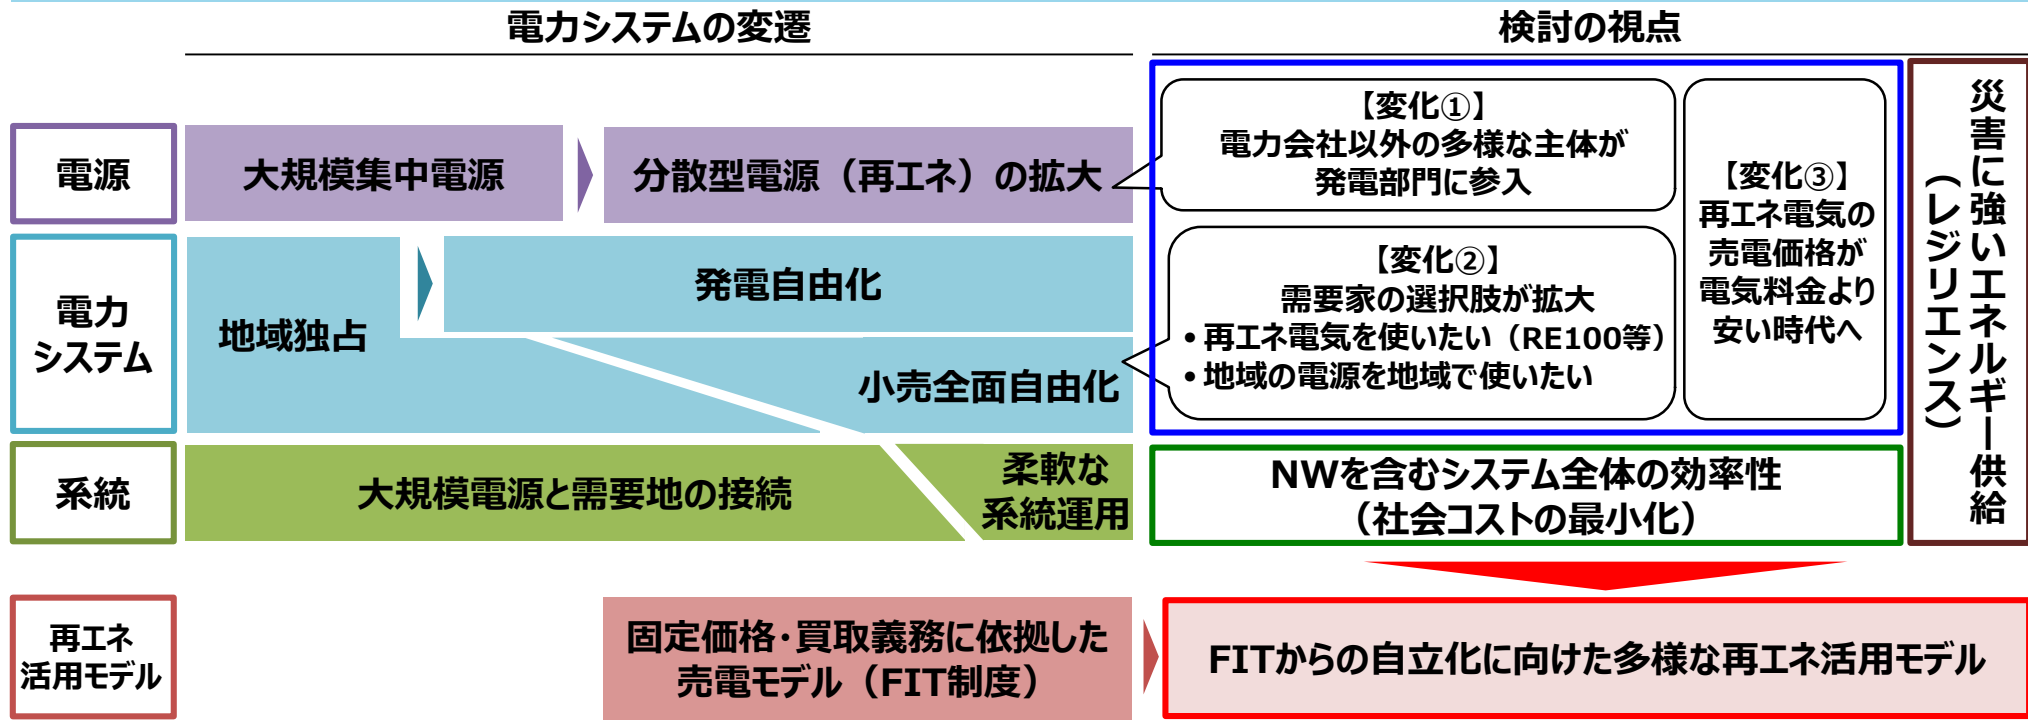 電力システムの変遷
検討の視点
電源
大規模集中電源
分散型電源（再エネ）の拡大
【変化①】
電力会社以外の多様な主体が
発電部門に参入
【変化③】
再エネ電気の
売電価格が
電気料金より
安い時代へ
災害に強いエネルギー供給
（レジリエンス）
電力
システム
地域独占
発電自由化
小売全面自由化
【変化②】
需要家の選択肢が拡大
• 再エネ電気を使いたい（RE100等）
• 地域の電源を地域で使いたい
系統
大規模電源と需要地の接続
柔軟な
系統運用
NWを含むシステム全体の効率性
（社会コストの最小化）
再エネ
活用モデル
固定価格・買取義務に依拠した
売電モデル（FIT制度）
FITからの自立化に向けた多様な再エネ活用モデル